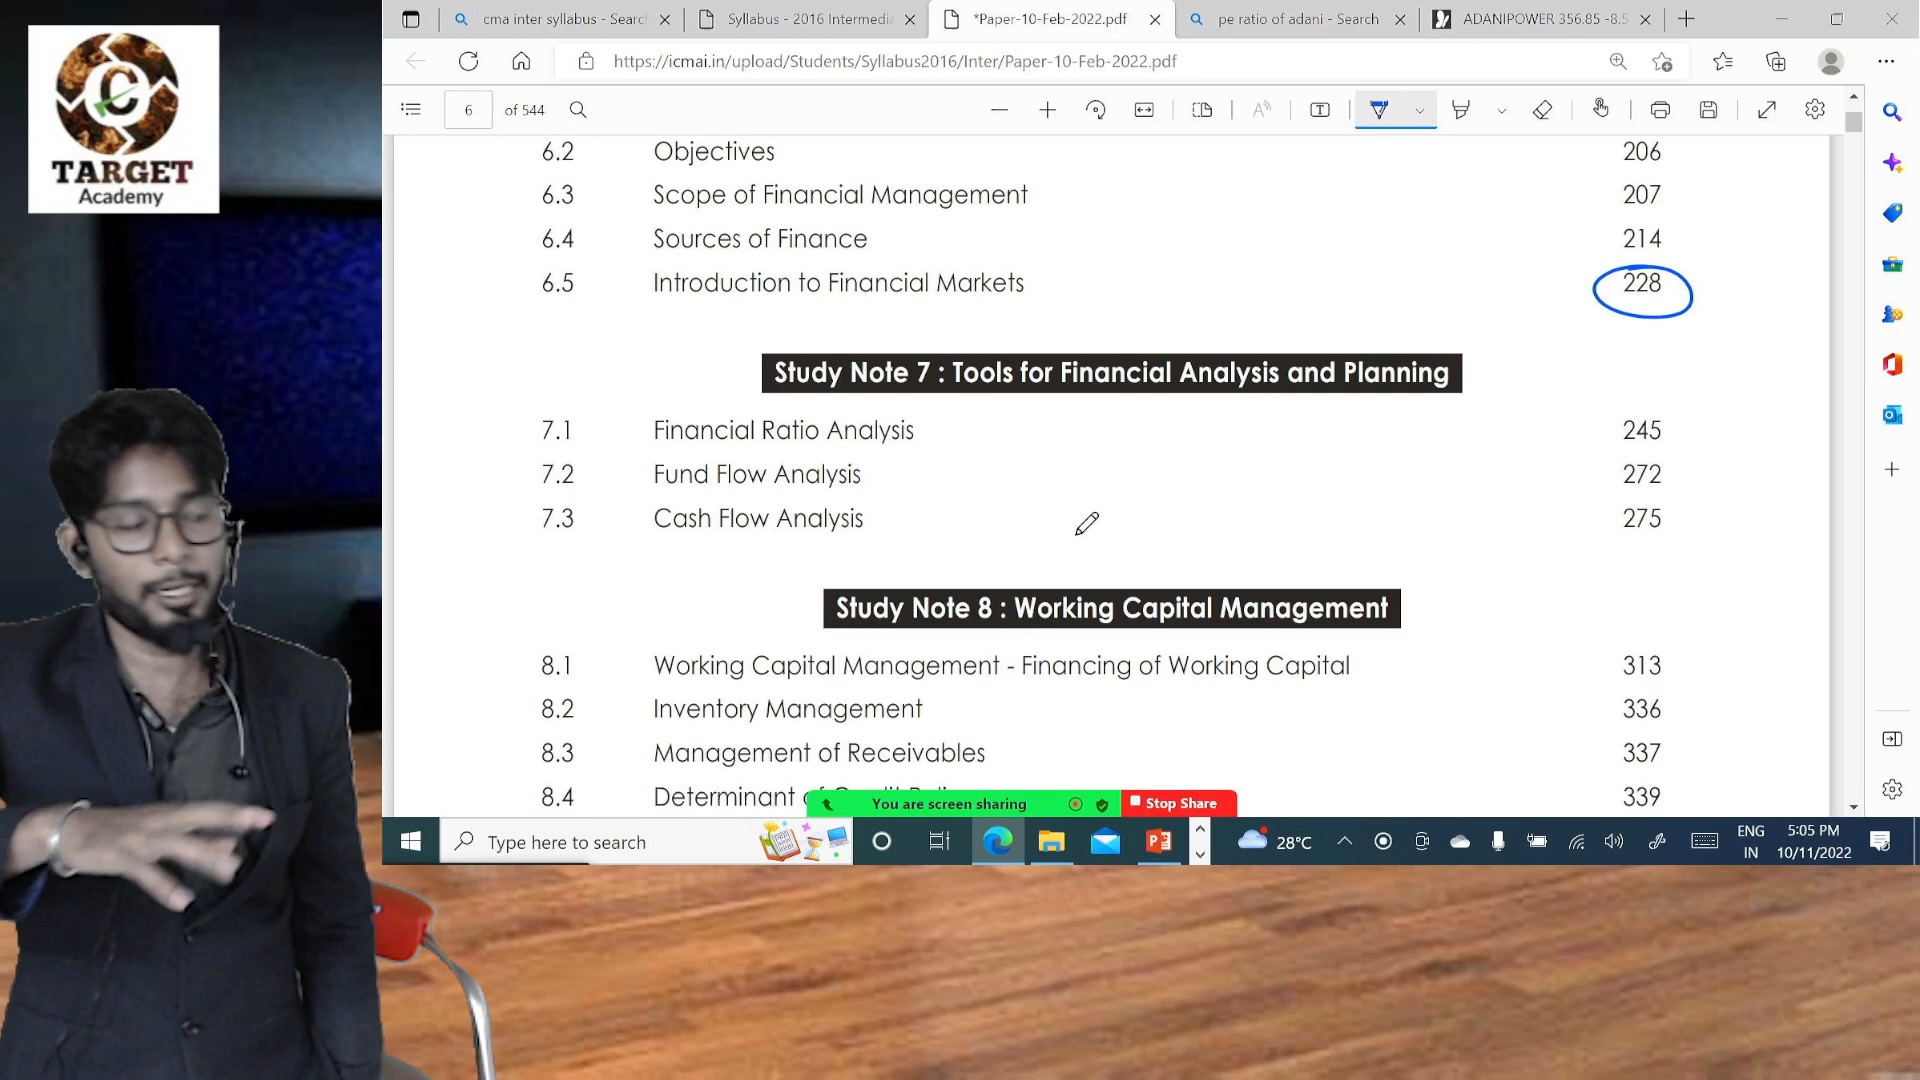 C
TARGET
Academy
cma inter syllabus - Searc
Syllabus - 2016 Intermedi
*Paper-10-Feb-2022.pdf
pe ratio of adani - Search
ADANIPOWER 356.85 -8.5
https://icmai.in/upload/Students/Syllabus2016/Inter/Paper-10-Feb-2022.pdf
6 of 544
6.2 Objectives 206
6.3 Scope of Financial Management 207
6.4 Sources of Finance 214
6.5 Introduction to Financial Markets 228
Study Note 7 : Tools for Financial Analysis and Planning
7.1 Financial Ratio Analysis 245
7.2 Fund Flow Analysis 272
7.3 Cash Flow Analysis 275
Study Note 8 : Working Capital Management
8.1 Working Capital Management - Financing of Working Capital 313
8.2 Inventory Management 336
8.3 Management of Receivables 337
8.4 Determinant 339
You are screen sharing
Stop Share
Type here to search
28°C
ENG
IN
5:05 PM
10/11/2022